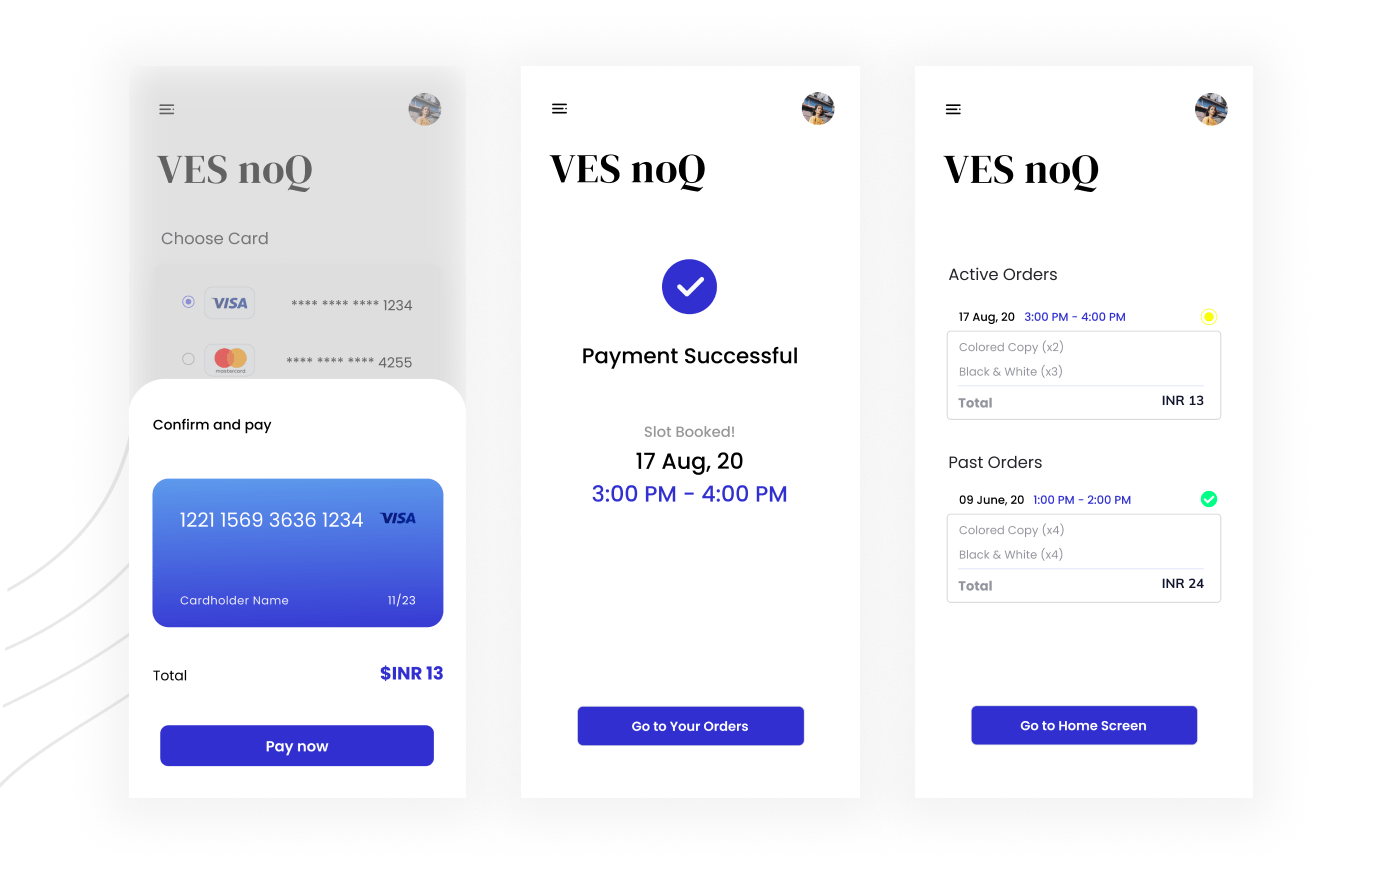 VES noQ
Choose Card
VISA **** **** **** 1234
mastercard **** **** **** 4255
Confirm and pay
1221 1569 3636 1234 VISA
Cardholder Name 11/23
Total $INR 13
Pay now
VES noQ
Payment Successful
Slot Booked!
17 Aug, 20
3:00 PM - 4:00 PM
Go to Your Orders
VES noQ
Active Orders
17 Aug, 20 3:00 PM - 4:00 PM
Colored Copy (x2)
Black & White (x3)
Total INR 13
Past Orders
09 June, 20 1:00 PM - 2:00 PM
Colored Copy (x4)
Black & White (x4)
Total INR 24
Go to Home Screen